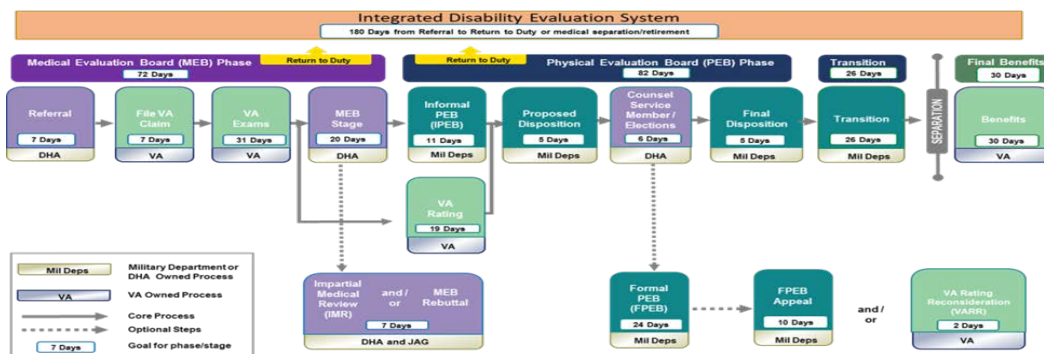 Integrated Disability Evaluation System
180 Days from Referral to Return to Duty or medical separation/retirement
Medical Evaluation Board (MEB) Phase
72 Days
Return to Duty
Return to Duty
Physical Evaluation Board (PEB) Phase
82 Days
Transition
26 Days
Final Benefits
30 Days
Referral
7 Days
DHA
File VA
Claim
7 Days
VA
VA
Exams
31 Days
VA
MEB
Stage
20 Days
DHA
Informal
PEB
(IPEB)
11 Days
Mil Deps
Proposed
Disposition
5 Days
Mil Deps
Counsel
Service
Member /
Elections
6 Days
DHA
Final
Disposition
5 Days
Mil Deps
Transition
26 Days
Mil Deps
SEPARATION
Benefits
30 Days
VA
VA
Rating
19 Days
VA
Mil Deps
Military Department or
DHA Owned Process
VA
VA Owned Process
Core Process
Optional Steps
7 Days
Goal for phase/stage
Impartial
Medical
Review
(IMR)
and /
or
MEB
Rebuttal
7 Days
DHA and JAG
Formal
PEB
(FPEB)
24 Days
Mil Deps
FPEB
Appeal
10 Days
Mil Deps
and /
or
VA Rating
Reconsideration
(VARR)
2 Days
VA